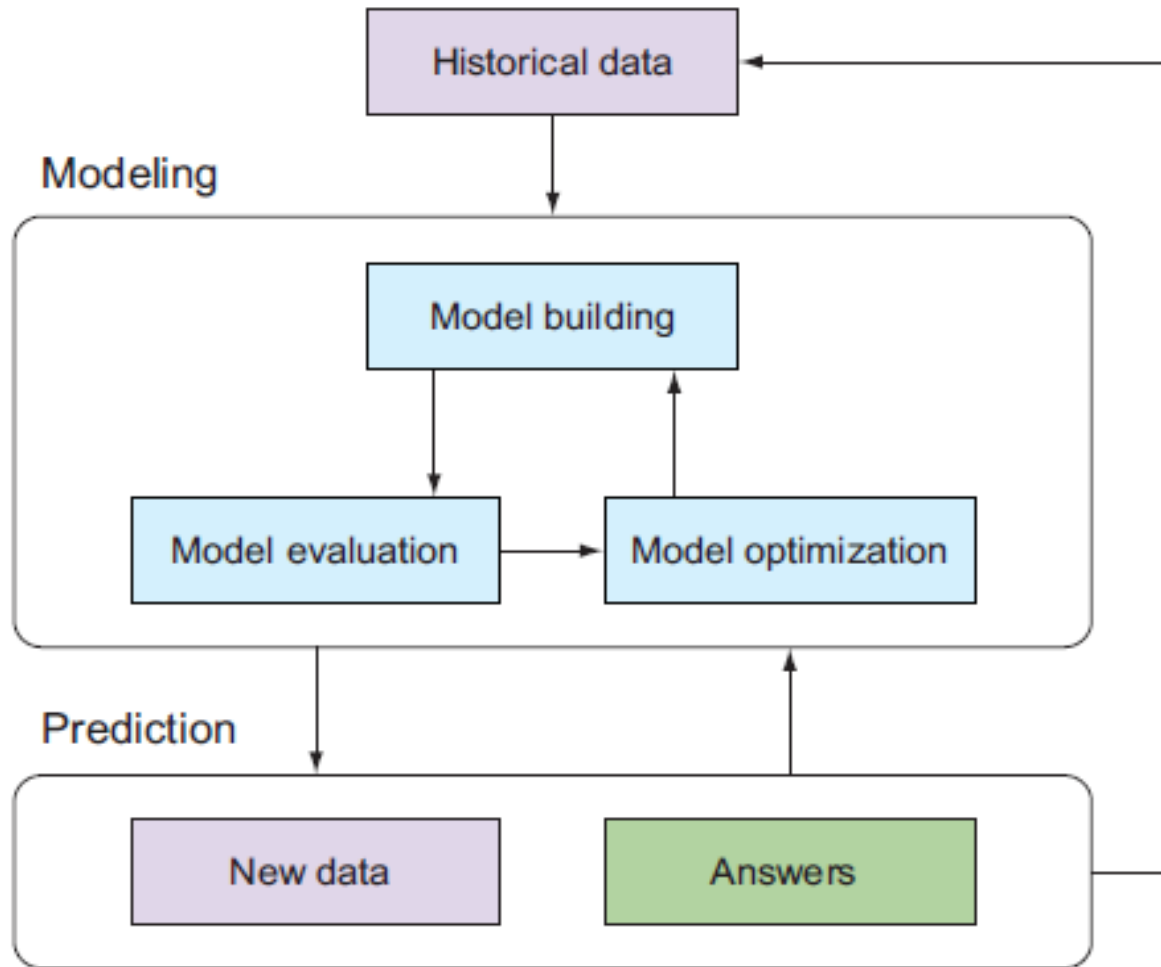 Historical data
Modeling
Model building
Model evaluation
Model optimization
Prediction
New data
Answers